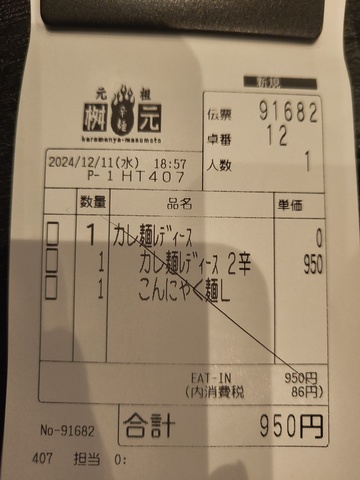 元祖
新規
桝 辛麺 元
karamenya-masumoto
伝票 91682
卓番 12
人数 1
2024/12/11(水) 18:57
P-1HT407
数量 品名 単価
1 カレ麺レディース 0
1 カレ麺レディース 2辛 950
1 こんにゃく麺L
EAT-IN 950円
(内消費税 86円)
No-91682 合計 950円
407 担当 0: